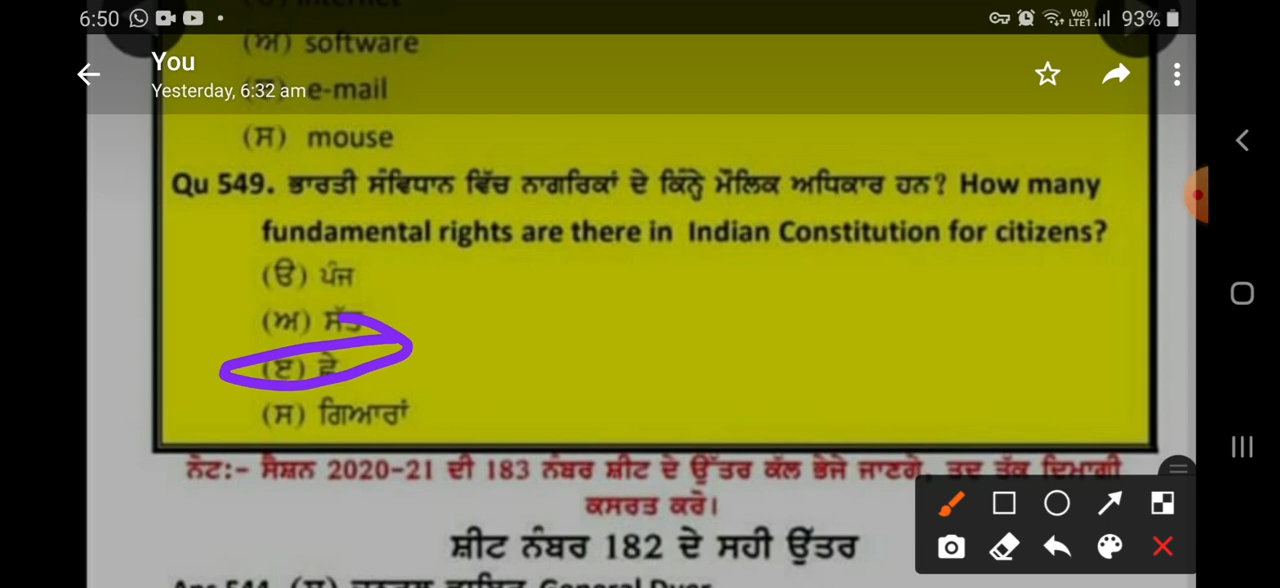 6:50
Vo)) LTE1 93%
You
Yesterday, 6:32 am
(ਅ) software
e-mail
(ਸ) mouse
Qu 549. ਭਾਰਤੀ ਸੰਵਿਧਾਨ ਵਿੱਚ ਨਾਗਰਿਕਾਂ ਦੇ ਕਿੰਨ੍ਹੇ ਮੌਲਿਕ ਅਧਿਕਾਰ ਹਨ? How many
fundamental rights are there in Indian Constitution for citizens?
(ੳ) ਪੰਜ
(ਅ) ਸੱਤ
(ੲ) ਛੇ
(ਸ) ਗਿਆਰਾਂ
ਨੋਟ:- ਸੈਸ਼ਨ 2020-21 ਦੀ 183 ਨੰਬਰ ਸ਼ੀਟ ਦੇ ਉੱਤਰ ਕੱਲ ਭੇਜੇ ਜਾਣਗੇ, ਤਦ ਤੱਕ ਦਿਮਾਗੀ
ਕਸਰਤ ਕਰੋ।
ਸ਼ੀਟ ਨੰਬਰ 182 ਦੇ ਸਹੀ ਉੱਤਰ